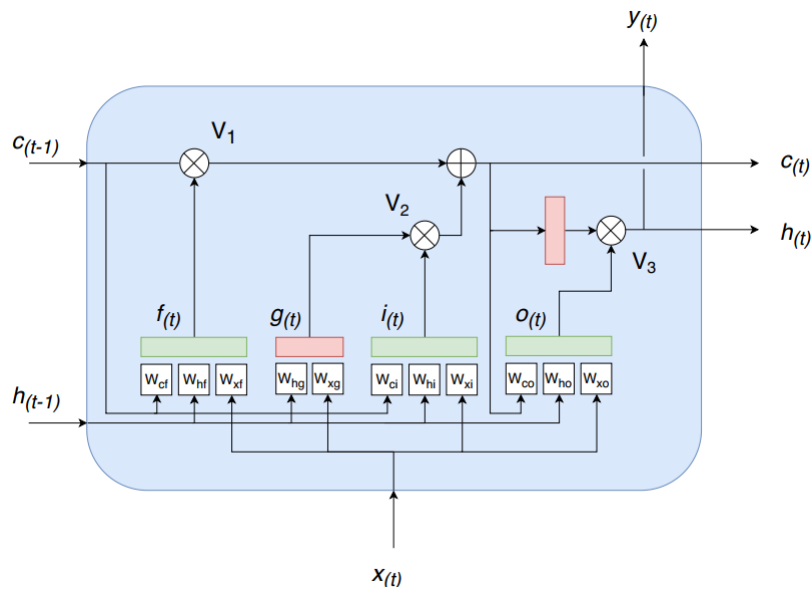 y(t)
c(t-1)
V1
c(t)
V2
h(t)
V3
f(t)
g(t)
i(t)
o(t)
Wcf Whf Wxf Whg Wxg Wci Whi Wxi Wco Who Wxo
h(t-1)
x(t)